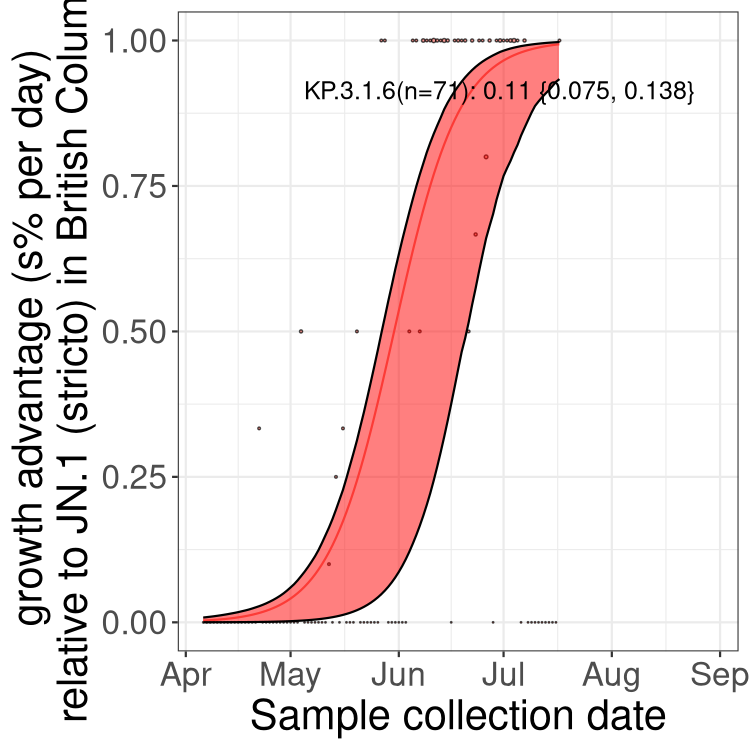 growth advantage (s% per day)
relative to JN.1 (stricto) in British Colum
1.00
0.75
0.50
0.25
0.00
KP.3.1.6(n=71): 0.11 {0.075, 0.138}
Apr May Jun Jul Aug Sep
Sample collection date